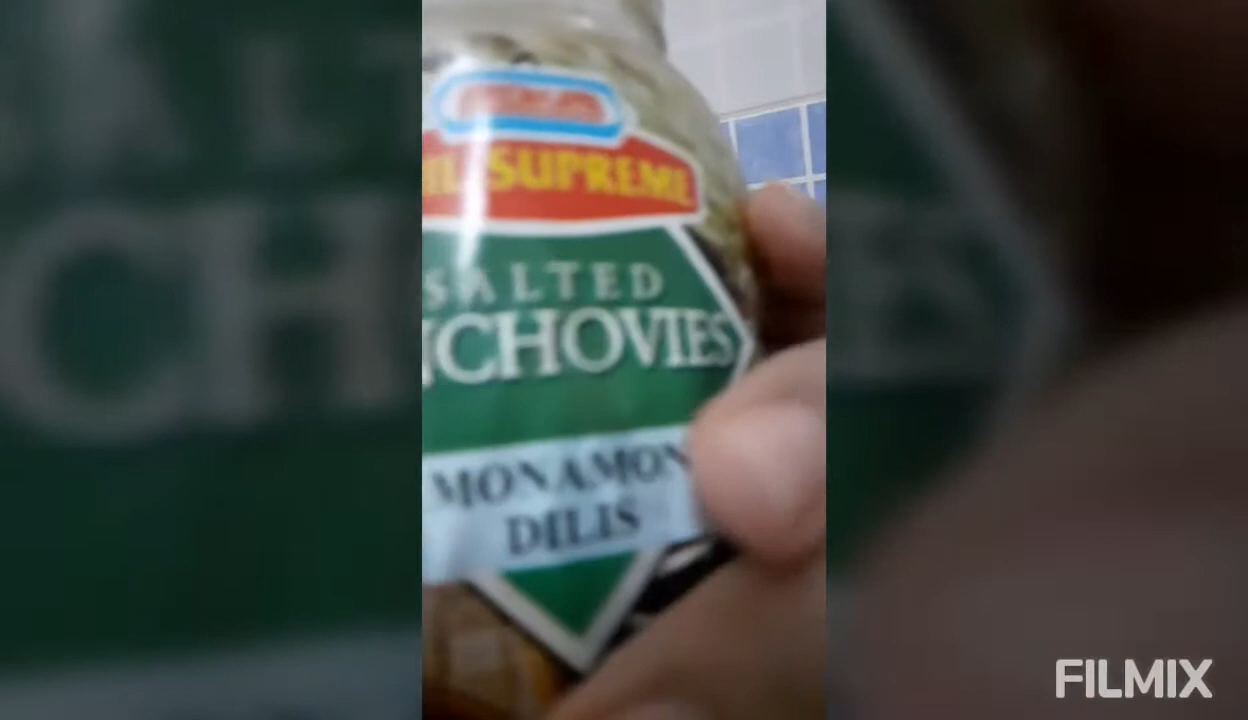 SUPREME
SALTED
NCHOVIES
MONAMON
DILIS
FILMIX